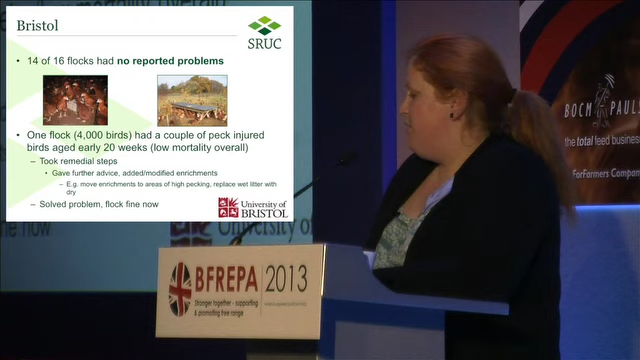 Bristol
SRUC
• 14 of 16 flocks had no reported problems
• One flock (4,000 birds) had a couple of peck injured
birds aged early 20 weeks (low mortality overall)
– Took remedial steps
• Gave further advice, added/modified enrichments
– E.g. move enrichments to areas of high pecking, replace wet litter with
dry
– Solved problem, flock fine now
University of
BRISTOL
BOCM PAULS
the total feed business
ForFarmers Company
BFREPA 2013
Stronger together - supporting
& promoting free range